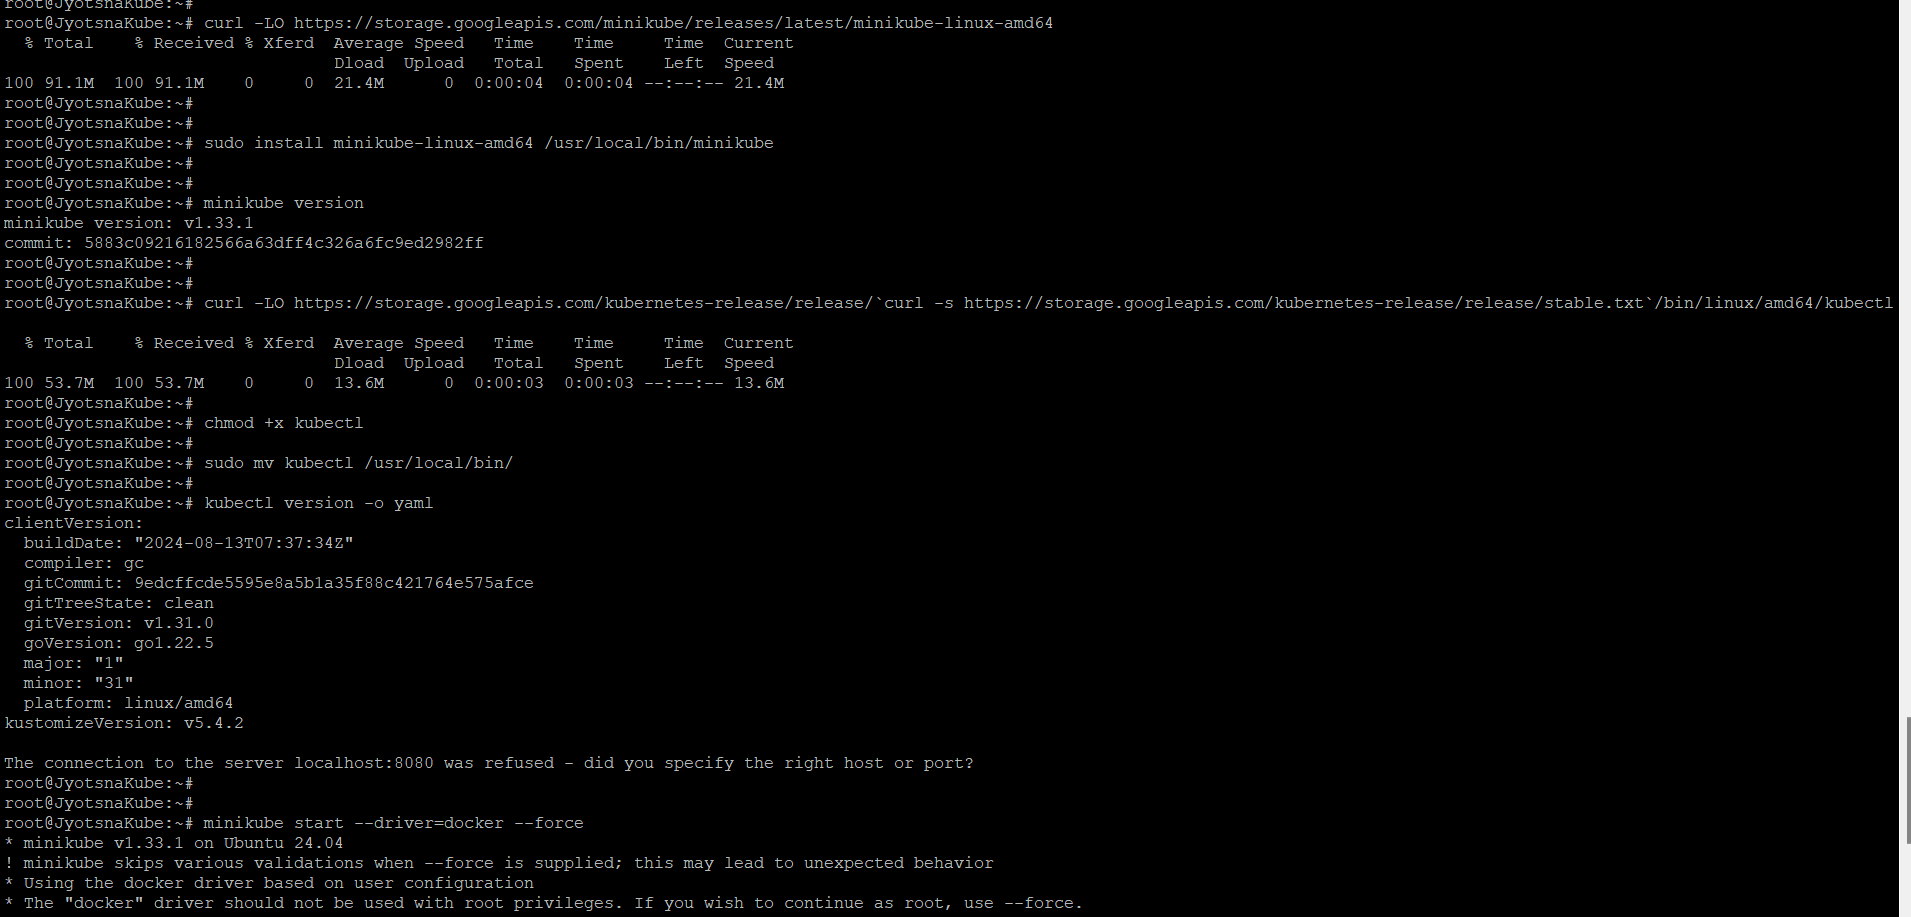 root@JyotsnaKube:~#
root@JyotsnaKube:~# curl -LO https://storage.googleapis.com/minikube/releases/latest/minikube-linux-amd64
  % Total    % Received % Xferd  Average Speed   Time    Time     Time  Current
                                 Dload  Upload   Total   Spent    Left  Speed
100 91.1M  100 91.1M    0     0  21.4M      0  0:00:04  0:00:04 --:--:-- 21.4M
root@JyotsnaKube:~#
root@JyotsnaKube:~#
root@JyotsnaKube:~# sudo install minikube-linux-amd64 /usr/local/bin/minikube
root@JyotsnaKube:~#
root@JyotsnaKube:~#
root@JyotsnaKube:~# minikube version
minikube version: v1.33.1
commit: 5883c09216182566a63dff4c326a6fc9ed2982ff
root@JyotsnaKube:~#
root@JyotsnaKube:~#
root@JyotsnaKube:~# curl -LO https://storage.googleapis.com/kubernetes-release/release/`curl -s https://storage.googleapis.com/kubernetes-release/release/stable.txt`/bin/linux/amd64/kubectl
  % Total    % Received % Xferd  Average Speed   Time    Time     Time  Current
                                 Dload  Upload   Total   Spent    Left  Speed
100 53.7M  100 53.7M    0     0  13.6M      0  0:00:03  0:00:03 --:--:-- 13.6M
root@JyotsnaKube:~#
root@JyotsnaKube:~# chmod +x kubectl
root@JyotsnaKube:~#
root@JyotsnaKube:~# sudo mv kubectl /usr/local/bin/
root@JyotsnaKube:~#
root@JyotsnaKube:~# kubectl version -o yaml
clientVersion:
  buildDate: "2024-08-13T07:37:34Z"
  compiler: gc
  gitCommit: 9edcffcde5595e8a5b1a35f88c421764e575afce
  gitTreeState: clean
  gitVersion: v1.31.0
  goVersion: go1.22.5
  major: "1"
  minor: "31"
  platform: linux/amd64
kustomizeVersion: v5.4.2
The connection to the server localhost:8080 was refused - did you specify the right host or port?
root@JyotsnaKube:~#
root@JyotsnaKube:~#
root@JyotsnaKube:~# minikube start --driver=docker --force
* minikube v1.33.1 on Ubuntu 24.04
! minikube skips various validations when --force is supplied; this may lead to unexpected behavior
* Using the docker driver based on user configuration
* The "docker" driver should not be used with root privileges. If you wish to continue as root, use --force.